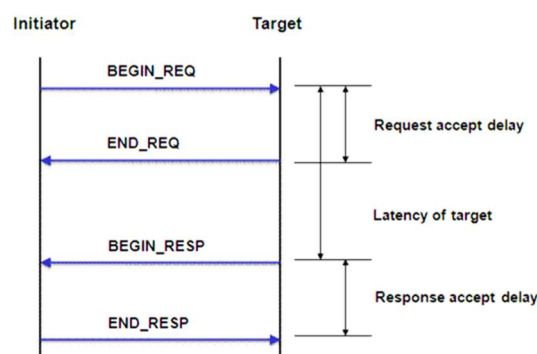 Initiator
Target
BEGIN_REQ
Request accept delay
END_REQ
Latency of target
BEGIN_RESP
Response accept delay
END_RESP